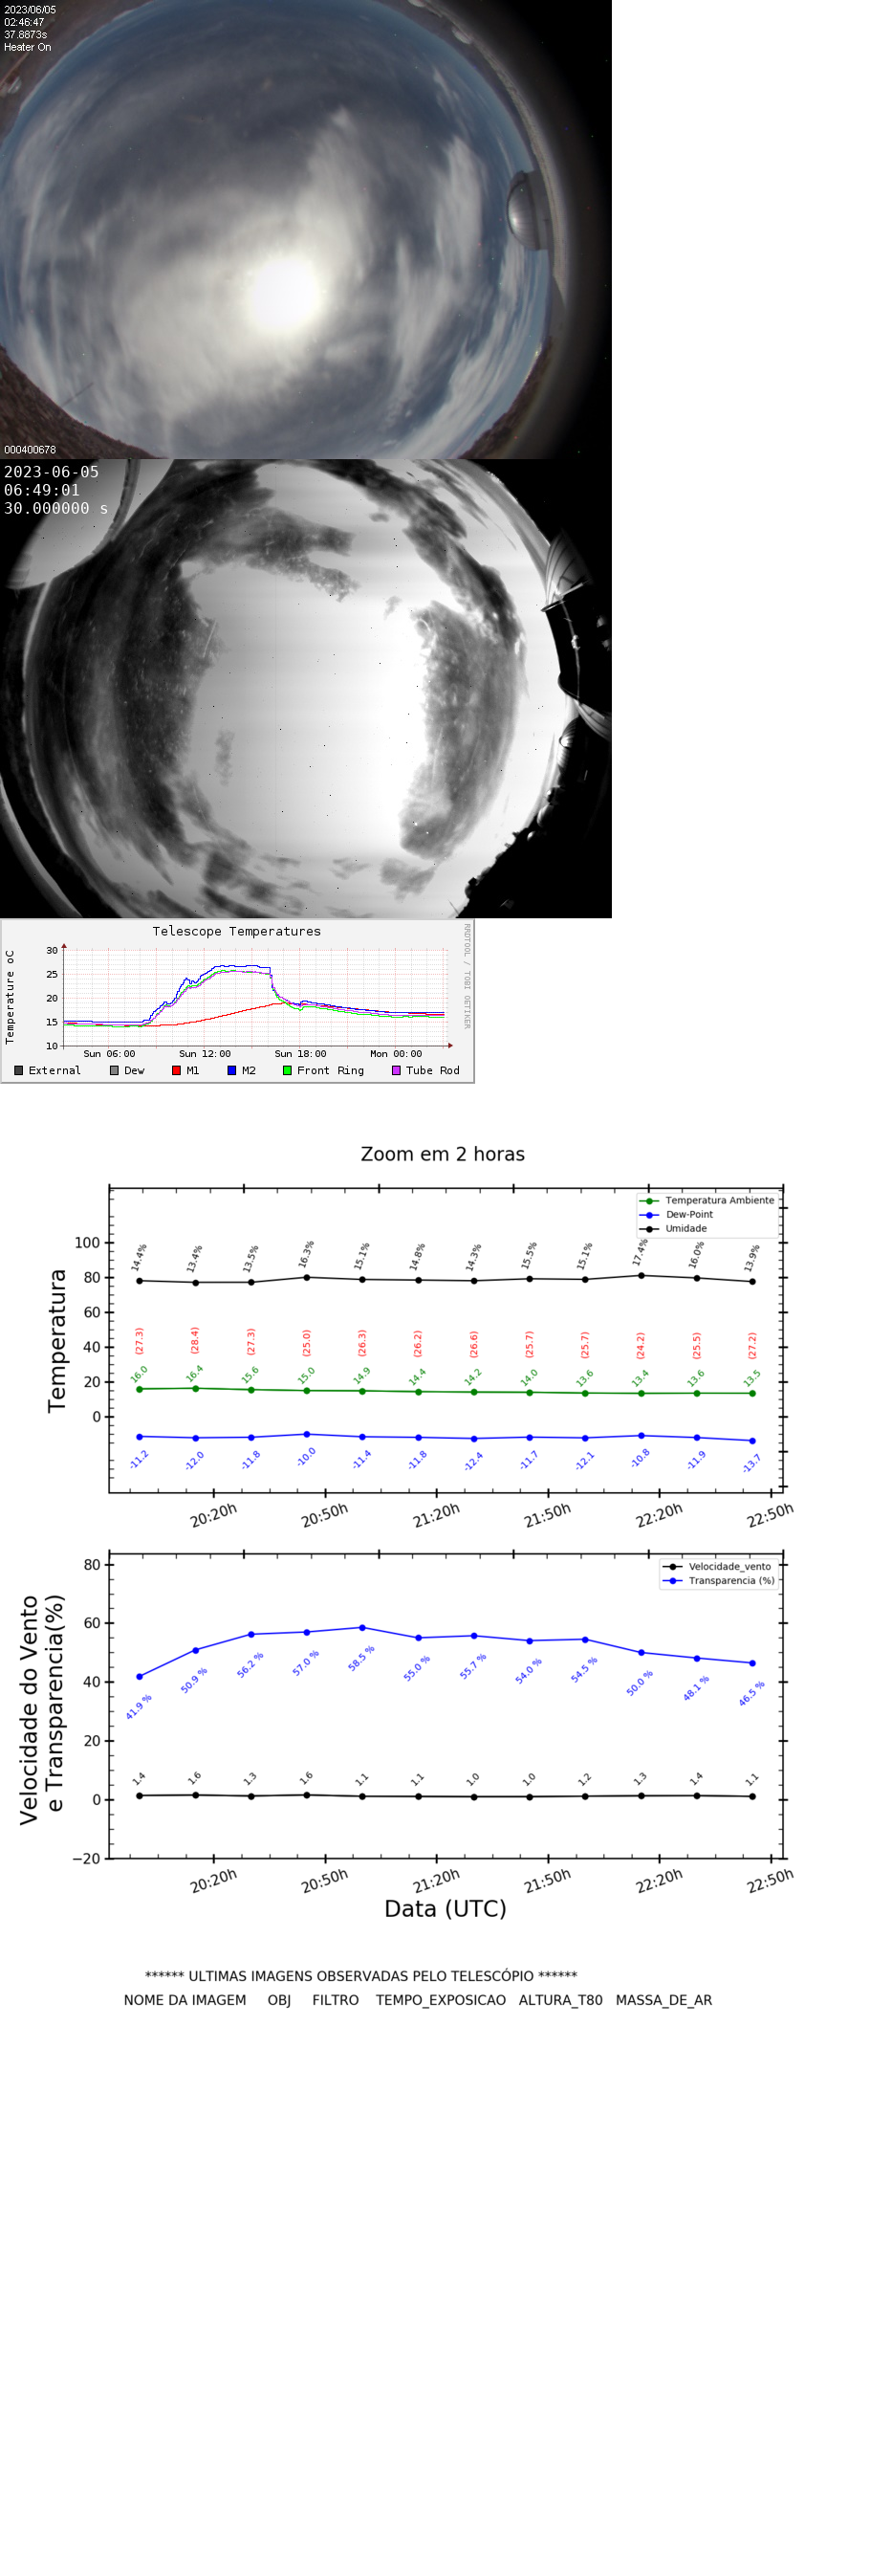 2023/06/05
02:46:47
37.8873s
Heater On
000400678
2023-06-05
06:49:01
30.000000 s
Telescope Temperatures
RRDTOOL / TOBI OETIKER
Temperature oC
30
25
20
15
10
Sun 06:00 Sun 12:00 Sun 18:00 Mon 00:00
External Dew M1 M2 Front Ring Tube Rod
Zoom em 2 horas
Temperatura Ambiente
Dew-Point
Umidade
Temperatura
100
80
60
40
20
0
14.4% 13.4% 13.5% 16.3% 15.1% 14.8% 14.3% 15.5% 15.1% 17.4% 16.0% 13.9%
(27.3) (28.4) (27.3) (25.0) (26.3) (26.2) (26.6) (25.7) (25.7) (24.2) (25.5) (27.2)
16.0 16.4 15.6 15.0 14.9 14.4 14.2 14.0 13.6 13.4 13.6 13.5
-11.2 -12.0 -11.8 -10.0 -11.4 -11.8 -12.4 -11.7 -12.1 -10.8 -11.9 -13.7
20:20h 20:50h 21:20h 21:50h 22:20h 22:50h
Velocidade_vento
Transparencia (%)
Velocidade do Vento
e Transparencia(%)
80
60
40
20
0
−20
41.9 % 50.9 % 56.2 % 57.0 % 58.5 % 55.0 % 55.7 % 54.0 % 54.5 % 50.0 % 48.1 % 46.5 %
1.4 1.6 1.3 1.6 1.1 1.1 1.0 1.0 1.2 1.3 1.4 1.1
20:20h 20:50h 21:20h 21:50h 22:20h 22:50h
Data (UTC)
****** ULTIMAS IMAGENS OBSERVADAS PELO TELESCÓPIO ******
NOME DA IMAGEM OBJ FILTRO TEMPO_EXPOSICAO ALTURA_T80 MASSA_DE_AR